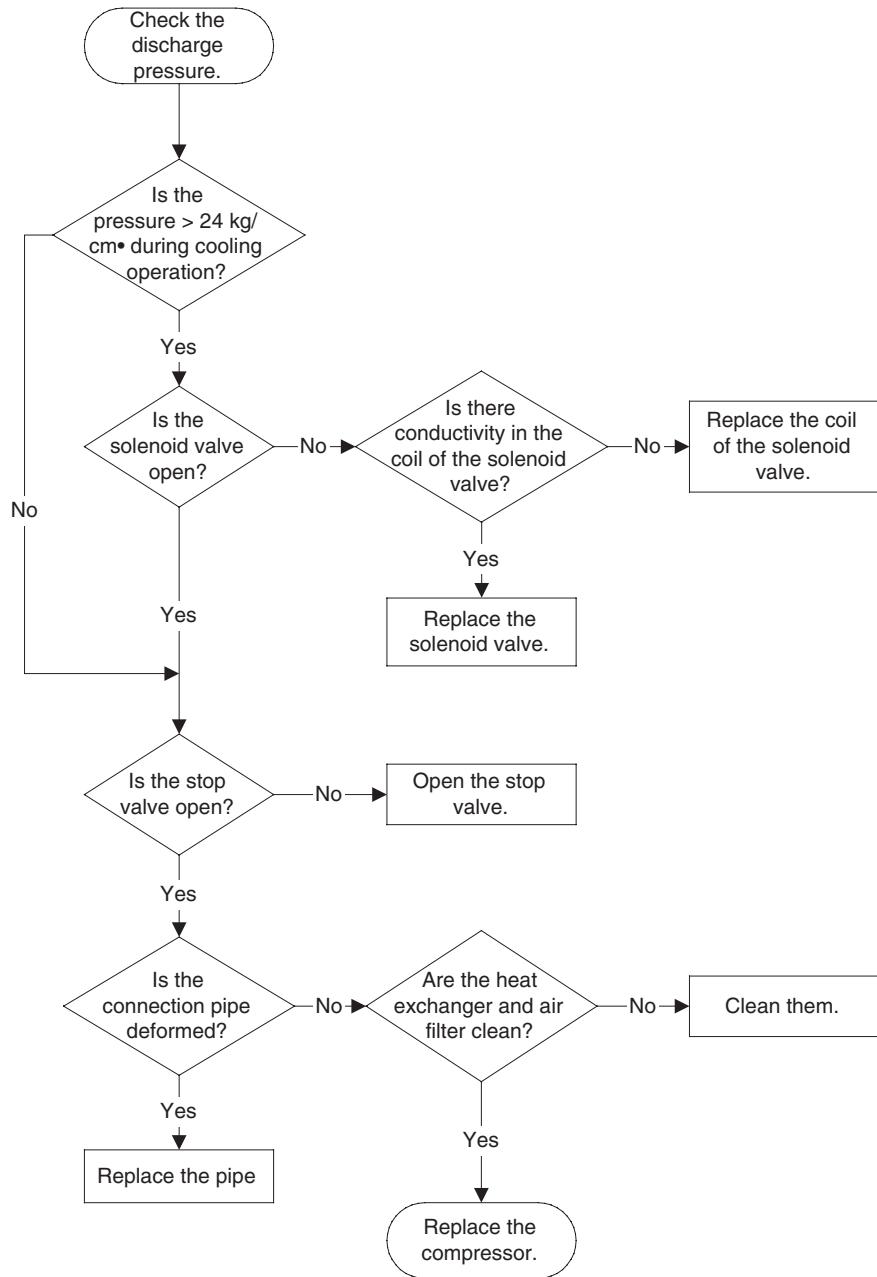 Check the
discharge
pressure.
Is the
pressure > 24 kg/
cm• during cooling
operation?
Yes
Is the
solenoid valve
open?
No
Is there
conductivity in the
coil of the solenoid
valve?
No
Replace the coil
of the solenoid
valve.
No
Yes
Replace the
solenoid valve.
Yes
Is the stop
valve open?
No
Open the stop
valve.
Yes
Is the
connection pipe
deformed?
No
Are the heat
exchanger and air
filter clean?
No
Clean them.
Yes
Replace the pipe
Yes
Replace the
compressor.